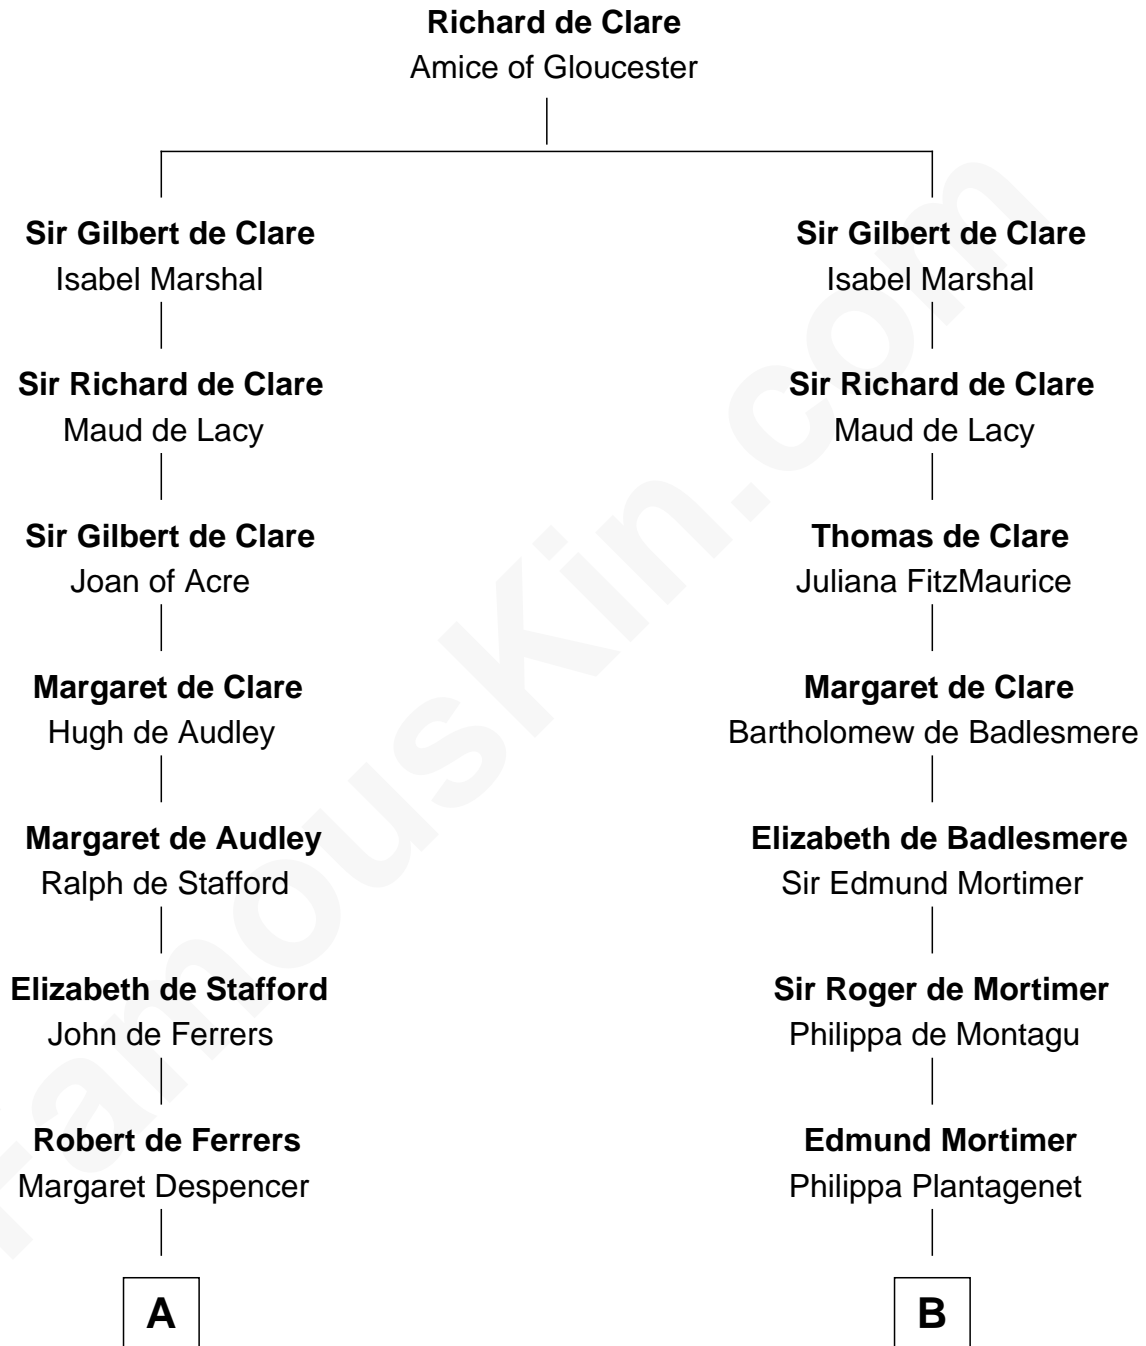 Richard de Clare
Amice of Gloucester
Sir Gilbert de Clare
Isabel Marshal
Sir Richard de Clare
Maud de Lacy
Sir Gilbert de Clare
Joan of Acre
Margaret de Clare
Hugh de Audley
Margaret de Audley
Ralph de Stafford
Elizabeth de Stafford
John de Ferrers
Robert de Ferrers
Margaret Despencer
A
Sir Gilbert de Clare
Isabel Marshal
Sir Richard de Clare
Maud de Lacy
Thomas de Clare
Juliana FitzMaurice
Margaret de Clare
Bartholomew de Badlesmere
Elizabeth de Badlesmere
Sir Edmund Mortimer
Sir Roger de Mortimer
Philippa de Montagu
Edmund Mortimer
Philippa Plantagenet
B
FamousKin.com